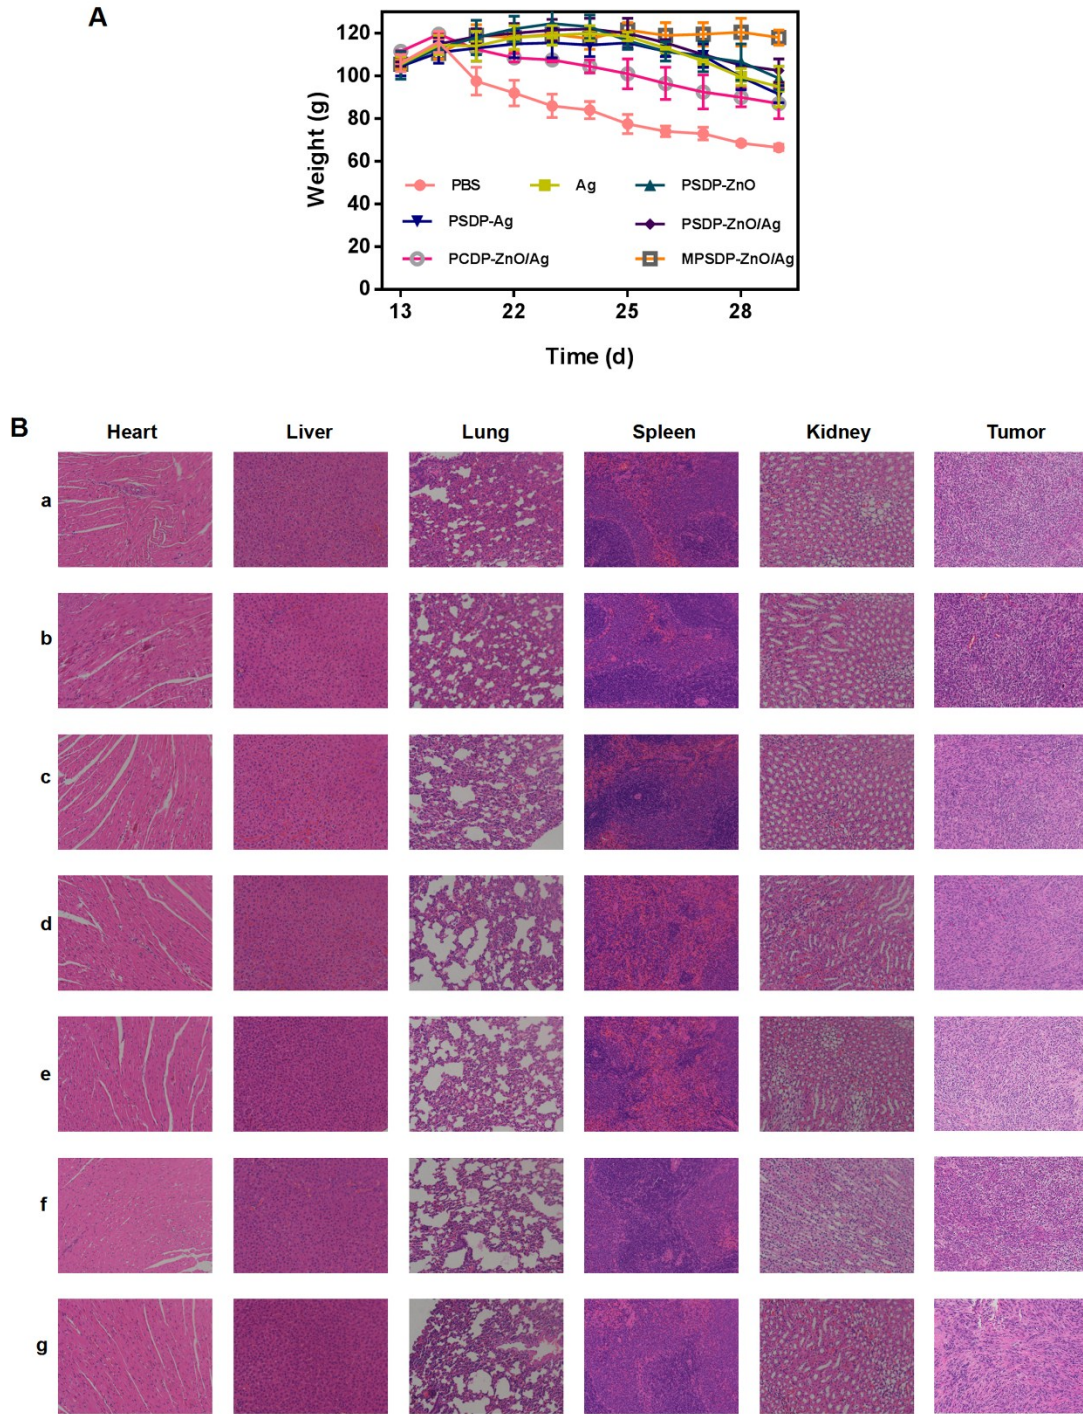 A
Weight (g)
120
100
80
60
40
20
0
PBS Ag PSDP-ZnO
PSDP-Ag PSDP-ZnO/Ag
PCDP-ZnO/Ag MPSDP-ZnO/Ag
13 22 25 28
Time (d)
B
Heart Liver Lung Spleen Kidney Tumor
a
b
c
d
e
f
g